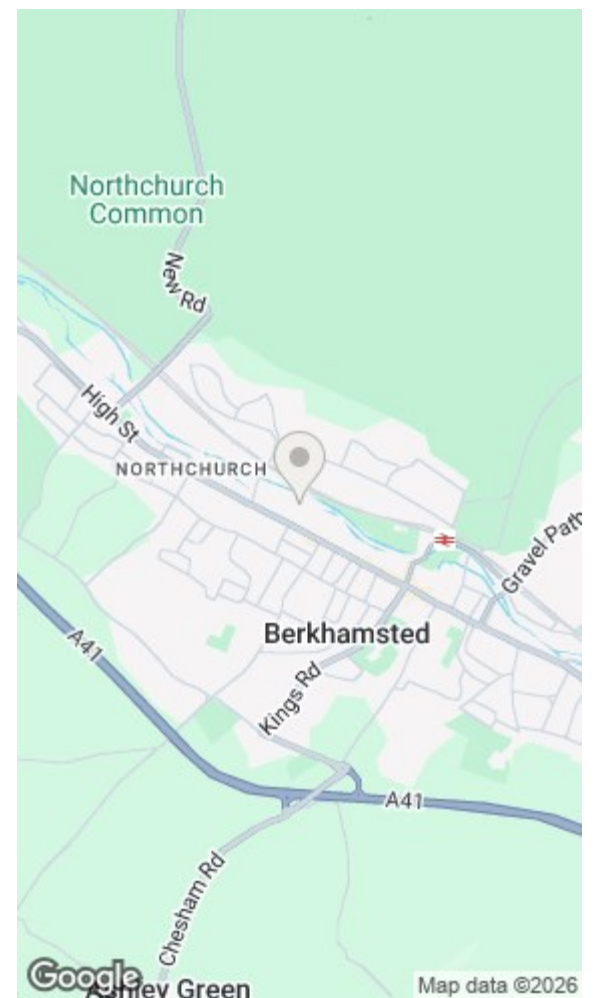 Northchurch
Common
New Rd
High St
NORTHCHURCH
Gravel Path
Berkhamsted
A41
Kings Rd
A41
Chesham Rd
Ashley Green
Google
Map data ©2026